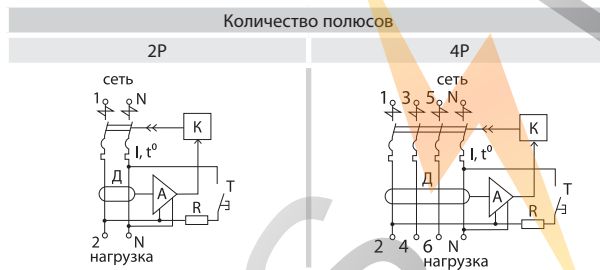 Количество полюсов
2P 4P
сеть сеть
1 N 1 3 5 N
K K
I, t⁰ I, t⁰
Д T Д T
A A
R R
2 N 2 4 6 N
нагрузка нагрузка